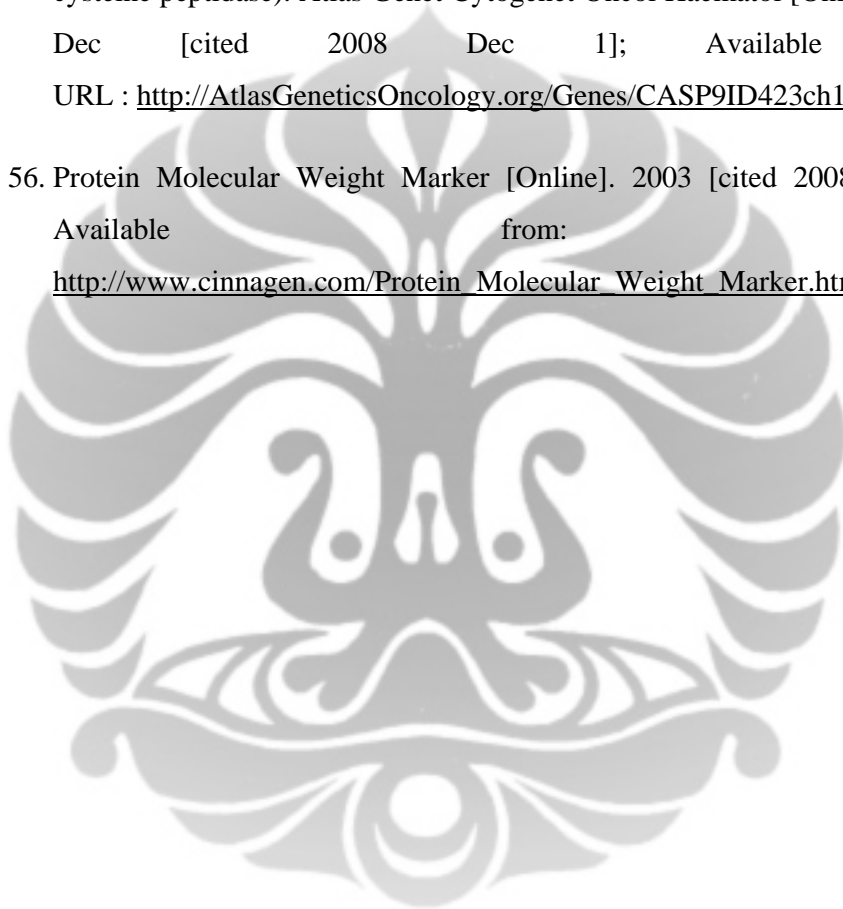 cysteine peptidase). Atlas Genet Cytogenet Oncol Haematol
Dec [cited 2008 Dec 1]; Available
URL : http://AtlasGeneticsOncology.org/Genes/CASP9ID423ch1
56. Protein Molecular Weight Marker [Online]. 2003 [cited 2008
Available from:
http://www.cinnagen.com/Protein_Molecular_Weight_Marker.htm